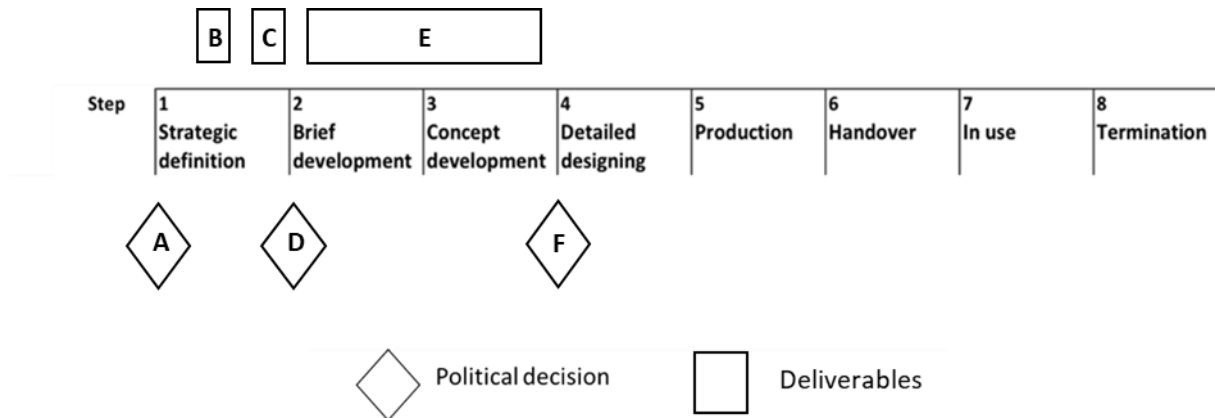 B C E
Step 1 2 3 4 5 6 7 8
Strategic Brief Concept Detailed Production Handover In use Termination
definition development development designing
A D F
Political decision Deliverables